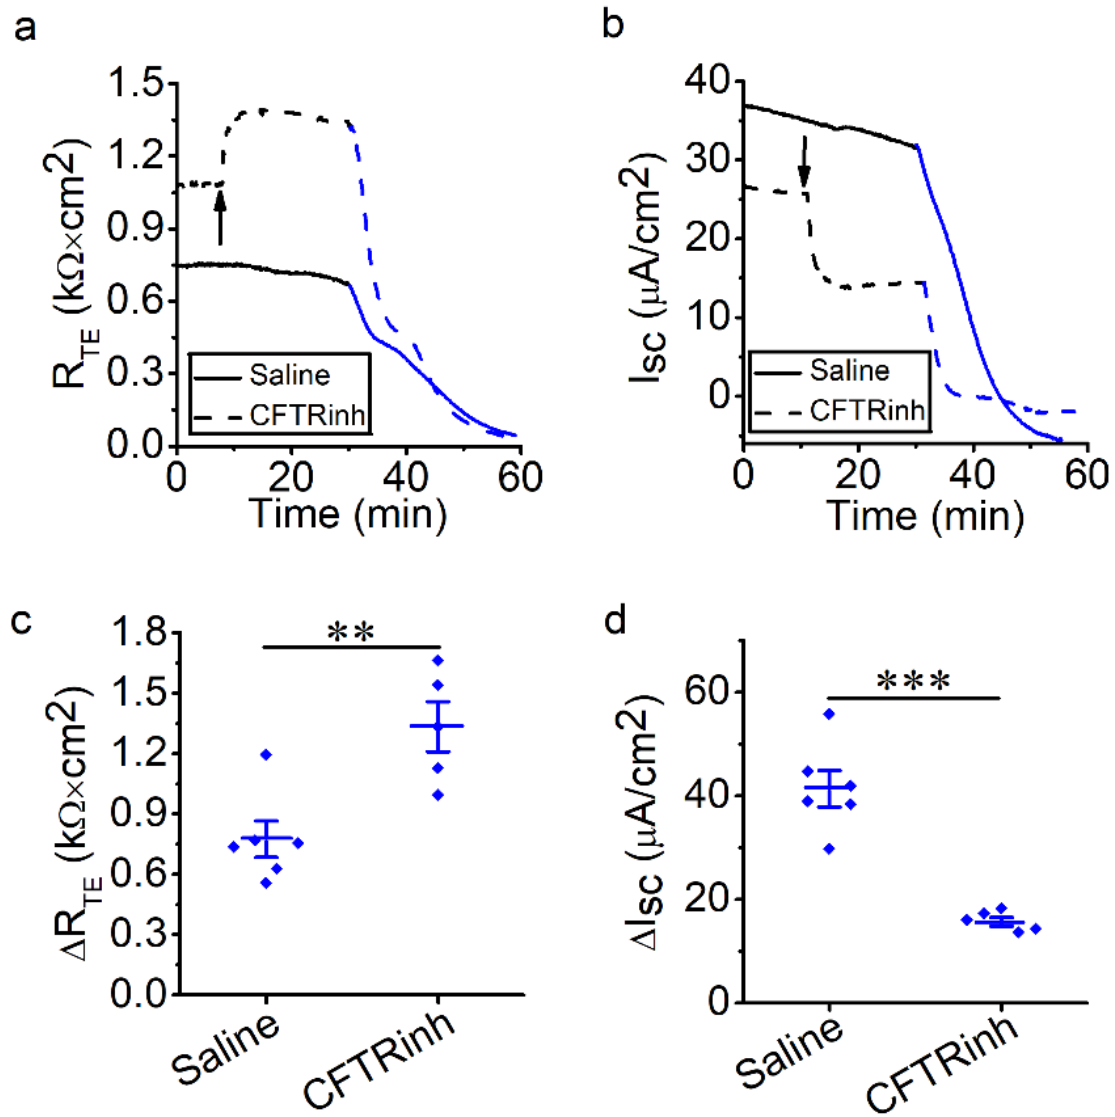 a
1.5
1.2
0.9
0.6
0.3
0.0
R_TE (kΩ×cm2)
Saline
CFTRinh
0 20 40 60
Time (min)
b
40
30
20
10
0
Isc (μA/cm2)
Saline
CFTRinh
0 20 40 60
Time (min)
c
1.8
1.5
1.2
0.9
0.6
0.3
0.0
ΔR_TE (kΩ×cm2)
**
Saline
CFTRinh
d
60
40
20
0
ΔIsc (μA/cm2)
***
Saline
CFTRinh